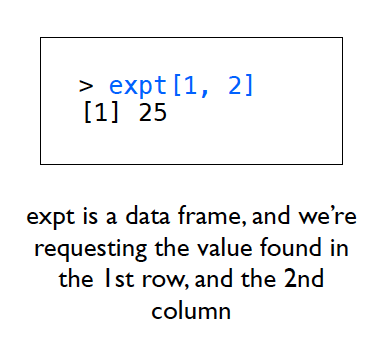 > expt[1, 2]
[1] 25
expt is a data frame, and we’re
requesting the value found in
the 1st row, and the 2nd
column